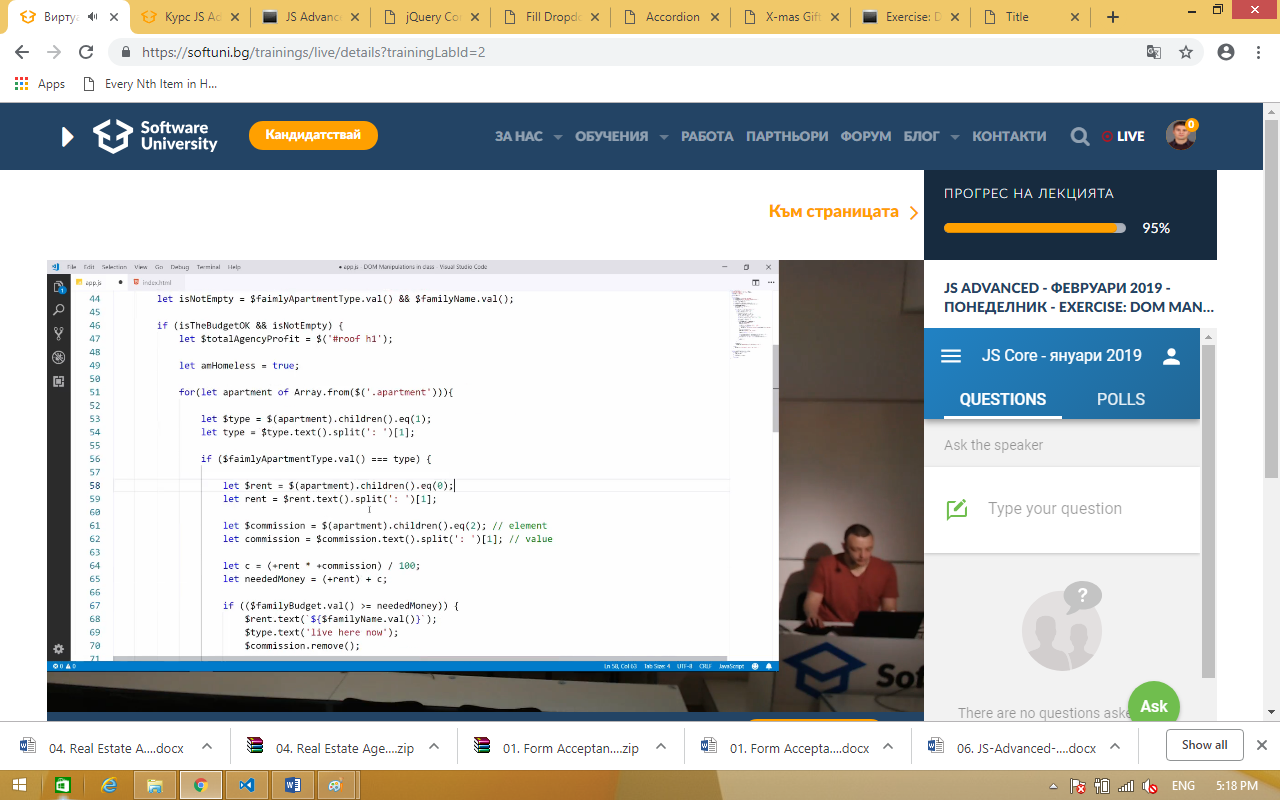 Вирту
Курс JS Ad
JS Advanc
jQuery Co
Fill Dropdo
Accordion
X-mas Gift
Exercise: D
Title
https://softuni.bg/trainings/live/details?trainingLabId=2
Apps
Every Nth Item in H...
Software
University
Кандидатствай
ЗА НАС
ОБУЧЕНИЯ
РАБОТА
ПАРТНЬОРИ
ФОРУМ
БЛОГ
КОНТАКТИ
LIVE
0
Към страницата
ПРОГРЕС НА ЛЕКЦИЯТА
95%
File Edit Selection View Go Debug Terminal Help
● app.js - DOM Manipulations in class - Visual Studio Code
app.js
index.html
44 let isNotEmpty = $faimlyApartmentType.val() && $familyName.val();
45
46 if (isTheBudgetOK && isNotEmpty) {
47 let $totalAgencyProfit = $('#roof h1');
48
49 let amHomeless = true;
50
51 for(let apartment of Array.from($('.apartment'))){
52
53 let $type = $(apartment).children().eq(1);
54 let type = $type.text().split(': ')[1];
55
56 if ($faimlyApartmentType.val() === type) {
57
58 let $rent = $(apartment).children().eq(0);
59 let rent = $rent.text().split(': ')[1];
60
61 let $commission = $(apartment).children().eq(2); // element
62 let commission = $commission.text().split(': ')[1]; // value
63
64 let c = (+rent * +commission) / 100;
65 let neededMoney = (+rent) + c;
66
67 if (($familyBudget.val() >= neededMoney)) {
68 $rent.text(`${$familyName.val()}`);
69 $type.text('live here now');
70 $commission.remove();
71
0 0
Ln 58, Col 63 Tab Size: 4 UTF-8 CRLF JavaScript
Soft
JS ADVANCED - ФЕВРУАРИ 2019 -
ПОНЕДЕЛНИК - EXERCISE: DOM MAN...
JS Core - януари 2019
QUESTIONS
POLLS
Ask the speaker
Type your question
?
There are no questions aske
Ask
04. Real Estate A....docx
04. Real Estate Age....zip
01. Form Acceptan....zip
01. Form Accepta....docx
06. JS-Advanced-....docx
Show all
ENG
5:18 PM